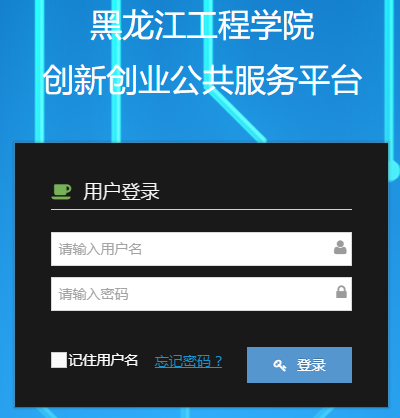 黑龙江工程学院
创新创业公共服务平台
用户登录
请输入用户名
请输入密码
记住用户名 忘记密码？ 登录